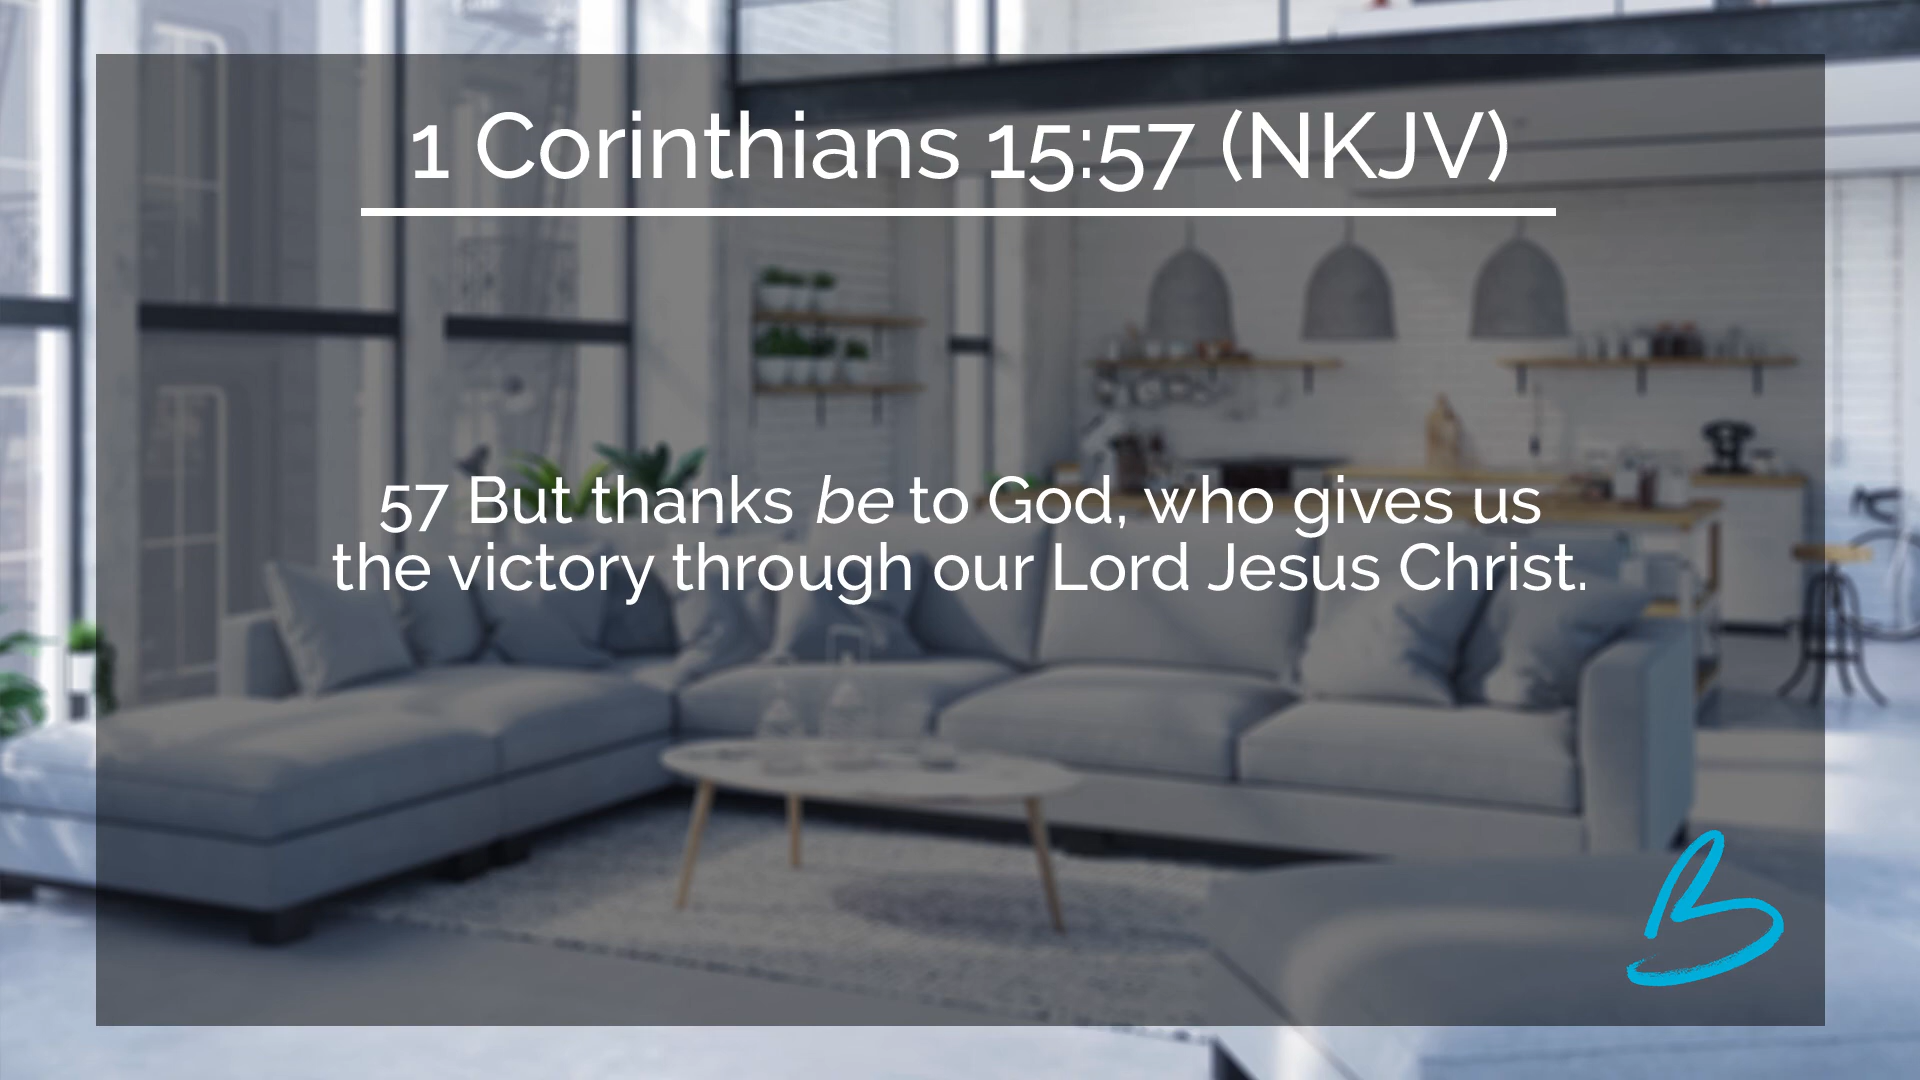 1 Corinthians 15:57 (NKJV)
57 But thanks be to God, who gives us
the victory through our Lord Jesus Christ.
B